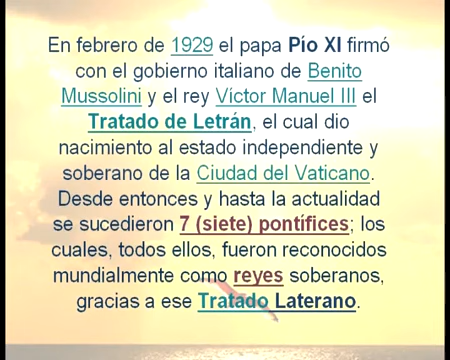 En febrero de 1929 el papa Pío XI firmó
con el gobierno italiano de Benito
Mussolini y el rey Víctor Manuel III el
Tratado de Letrán, el cual dio
nacimiento al estado independiente y
soberano de la Ciudad del Vaticano.
Desde entonces y hasta la actualidad
se sucedieron 7 (siete) pontífices; los
cuales, todos ellos, fueron reconocidos
mundialmente como reyes soberanos,
gracias a ese Tratado Laterano.